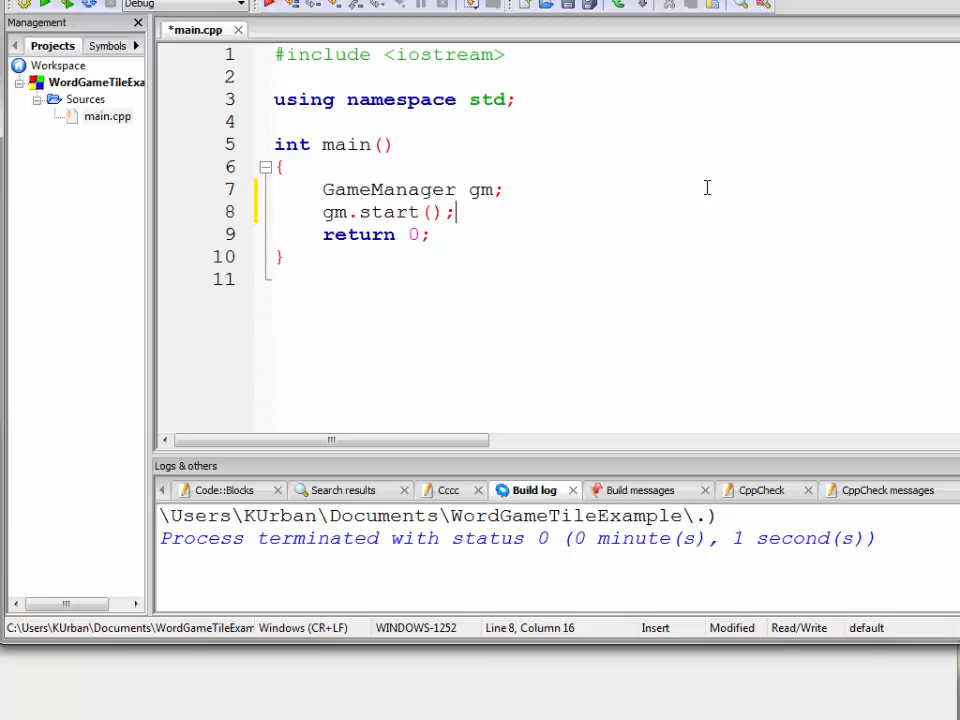 Debug
Management
*main.cpp
Projects
Symbols
Workspace
WordGameTileExa
Sources
main.cpp
1 #include <iostream>
2
3 using namespace std;
4
5 int main()
6 {
7 GameManager gm;
8 gm.start();
9 return 0;
10 }
11
Logs & others
Code::Blocks
Search results
Cccc
Build log
Build messages
CppCheck
CppCheck messages
\Users\KUrban\Documents\WordGameTileExample\.)
Process terminated with status 0 (0 minute(s), 1 second(s))
C:\Users\KUrban\Documents\WordGameTileExam Windows (CR+LF) WINDOWS-1252 Line 8, Column 16 Insert Modified Read/Write default